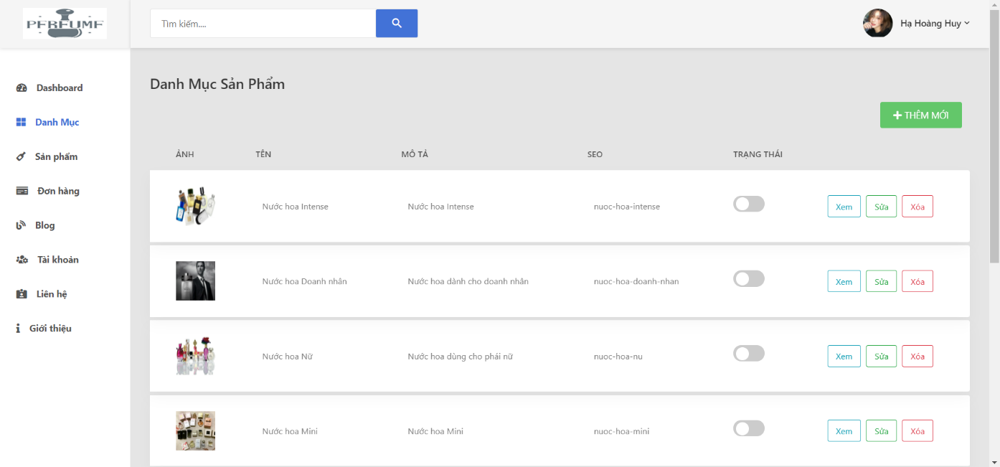 PERFUME
Tìm kiếm....
Hạ Hoàng Huy
Dashboard
Danh Mục
Sản phẩm
Đơn hàng
Blog
Tài khoản
Liên hệ
Giới thiệu
Danh Mục Sản Phẩm
THÊM MỚI
ẢNH TÊN MÔ TẢ SEO TRẠNG THÁI
Nước hoa Intense Nước hoa Intense nuoc-hoa-intense Xem Sửa Xóa
Nước hoa Doanh nhân Nước hoa dành cho doanh nhân nuoc-hoa-doanh-nhan Xem Sửa Xóa
Nước hoa Nữ Nước hoa dùng cho phái nữ nuoc-hoa-nu Xem Sửa Xóa
Nước hoa Mini Nước hoa Mini nuoc-hoa-mini Xem Sửa Xóa